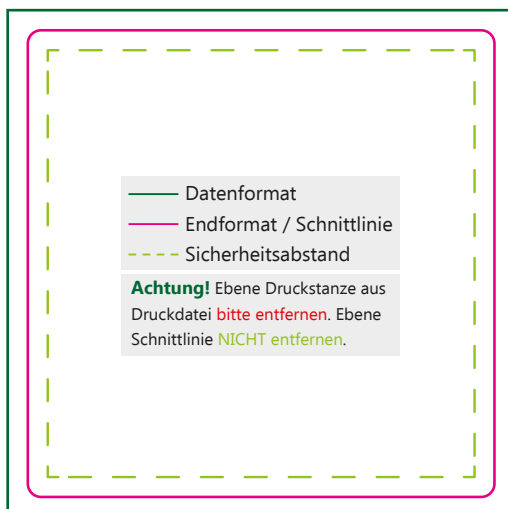 Datenformat
Endformat / Schnittlinie
Sicherheitsabstand
Achtung! Ebene Druckstanze aus
Druckdatei bitte entfernen. Ebene
Schnittlinie NICHT entfernen.